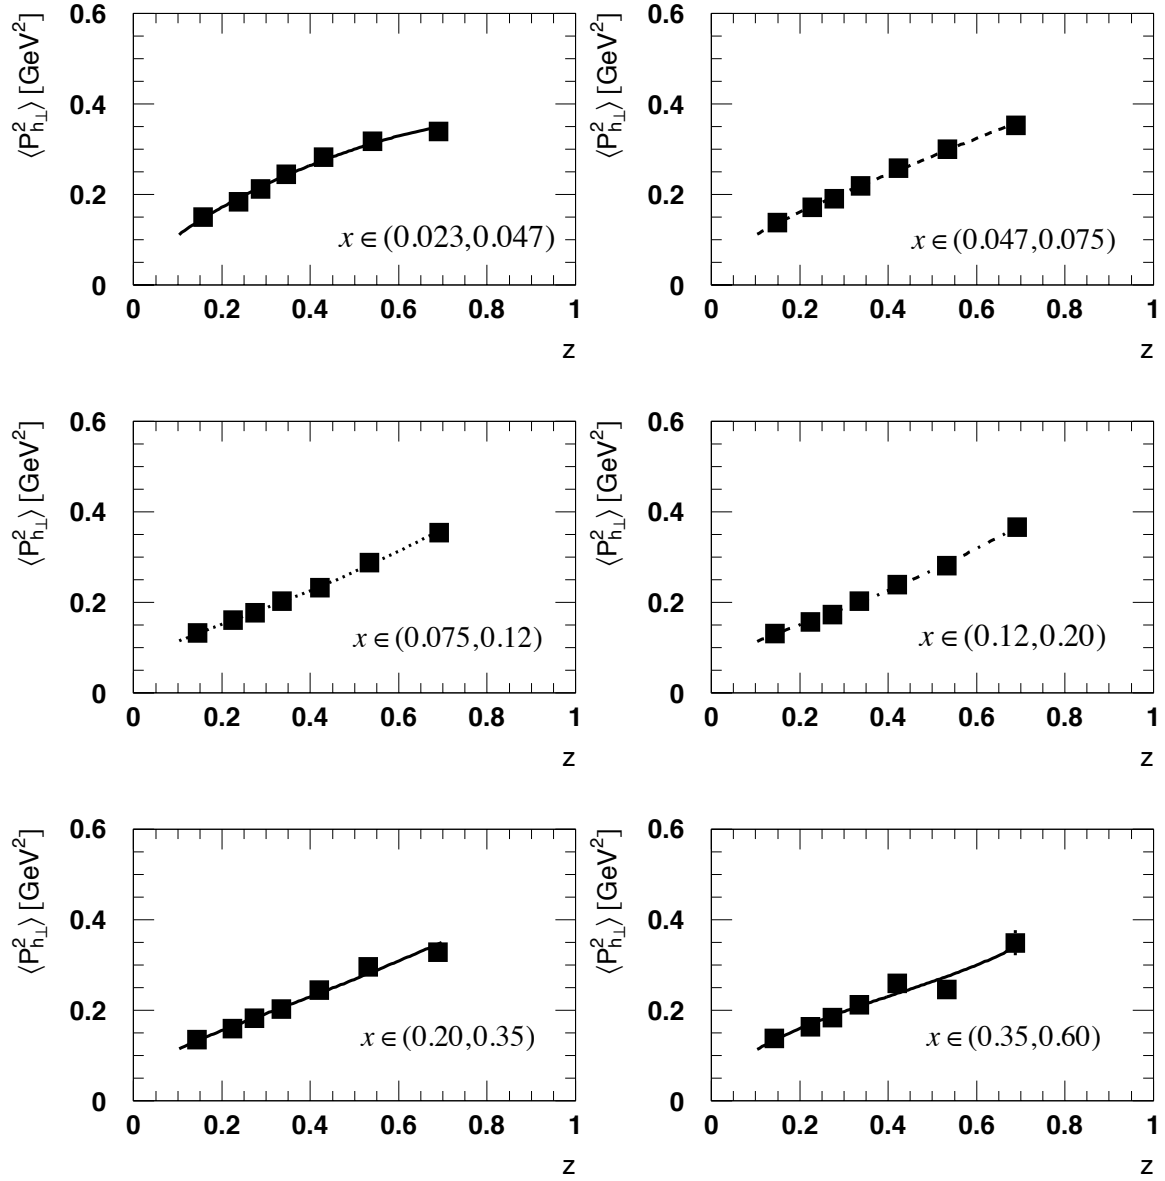 ⟨P²h⊥⟩ [GeV²]
0.6
0.4
0.2
0
x ∈ (0.023, 0.047)
0 0.2 0.4 0.6 0.8 1
z
⟨P²h⊥⟩ [GeV²]
0.6
0.4
0.2
0
x ∈ (0.047, 0.075)
0 0.2 0.4 0.6 0.8 1
z
⟨P²h⊥⟩ [GeV²]
0.6
0.4
0.2
0
x ∈ (0.075, 0.12)
0 0.2 0.4 0.6 0.8 1
z
⟨P²h⊥⟩ [GeV²]
0.6
0.4
0.2
0
x ∈ (0.12, 0.20)
0 0.2 0.4 0.6 0.8 1
z
⟨P²h⊥⟩ [GeV²]
0.6
0.4
0.2
0
x ∈ (0.20, 0.35)
0 0.2 0.4 0.6 0.8 1
z
⟨P²h⊥⟩ [GeV²]
0.6
0.4
0.2
0
x ∈ (0.35, 0.60)
0 0.2 0.4 0.6 0.8 1
z